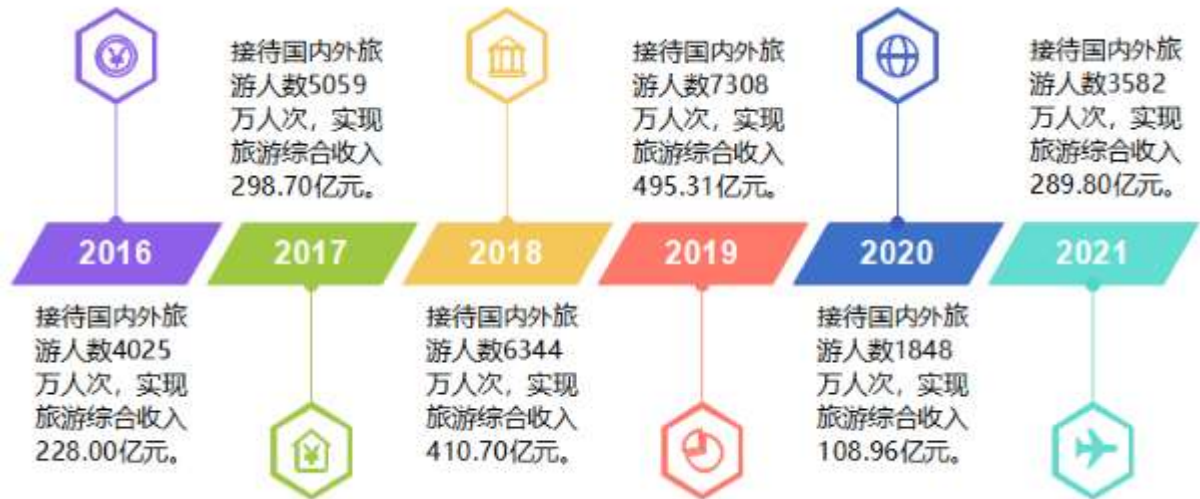 接待国内外旅
游人数5059
万人次，实现
旅游综合收入
298.70亿元。
接待国内外旅
游人数7308
万人次，实现
旅游综合收入
495.31亿元。
接待国内外旅
游人数3582
万人次，实现
旅游综合收入
289.80亿元。
2016
2017
2018
2019
2020
2021
接待国内外旅
游人数4025
万人次，实现
旅游综合收入
228.00亿元。
接待国内外旅
游人数6344
万人次，实现
旅游综合收入
410.70亿元。
接待国内外旅
游人数1848
万人次，实现
旅游综合收入
108.96亿元。